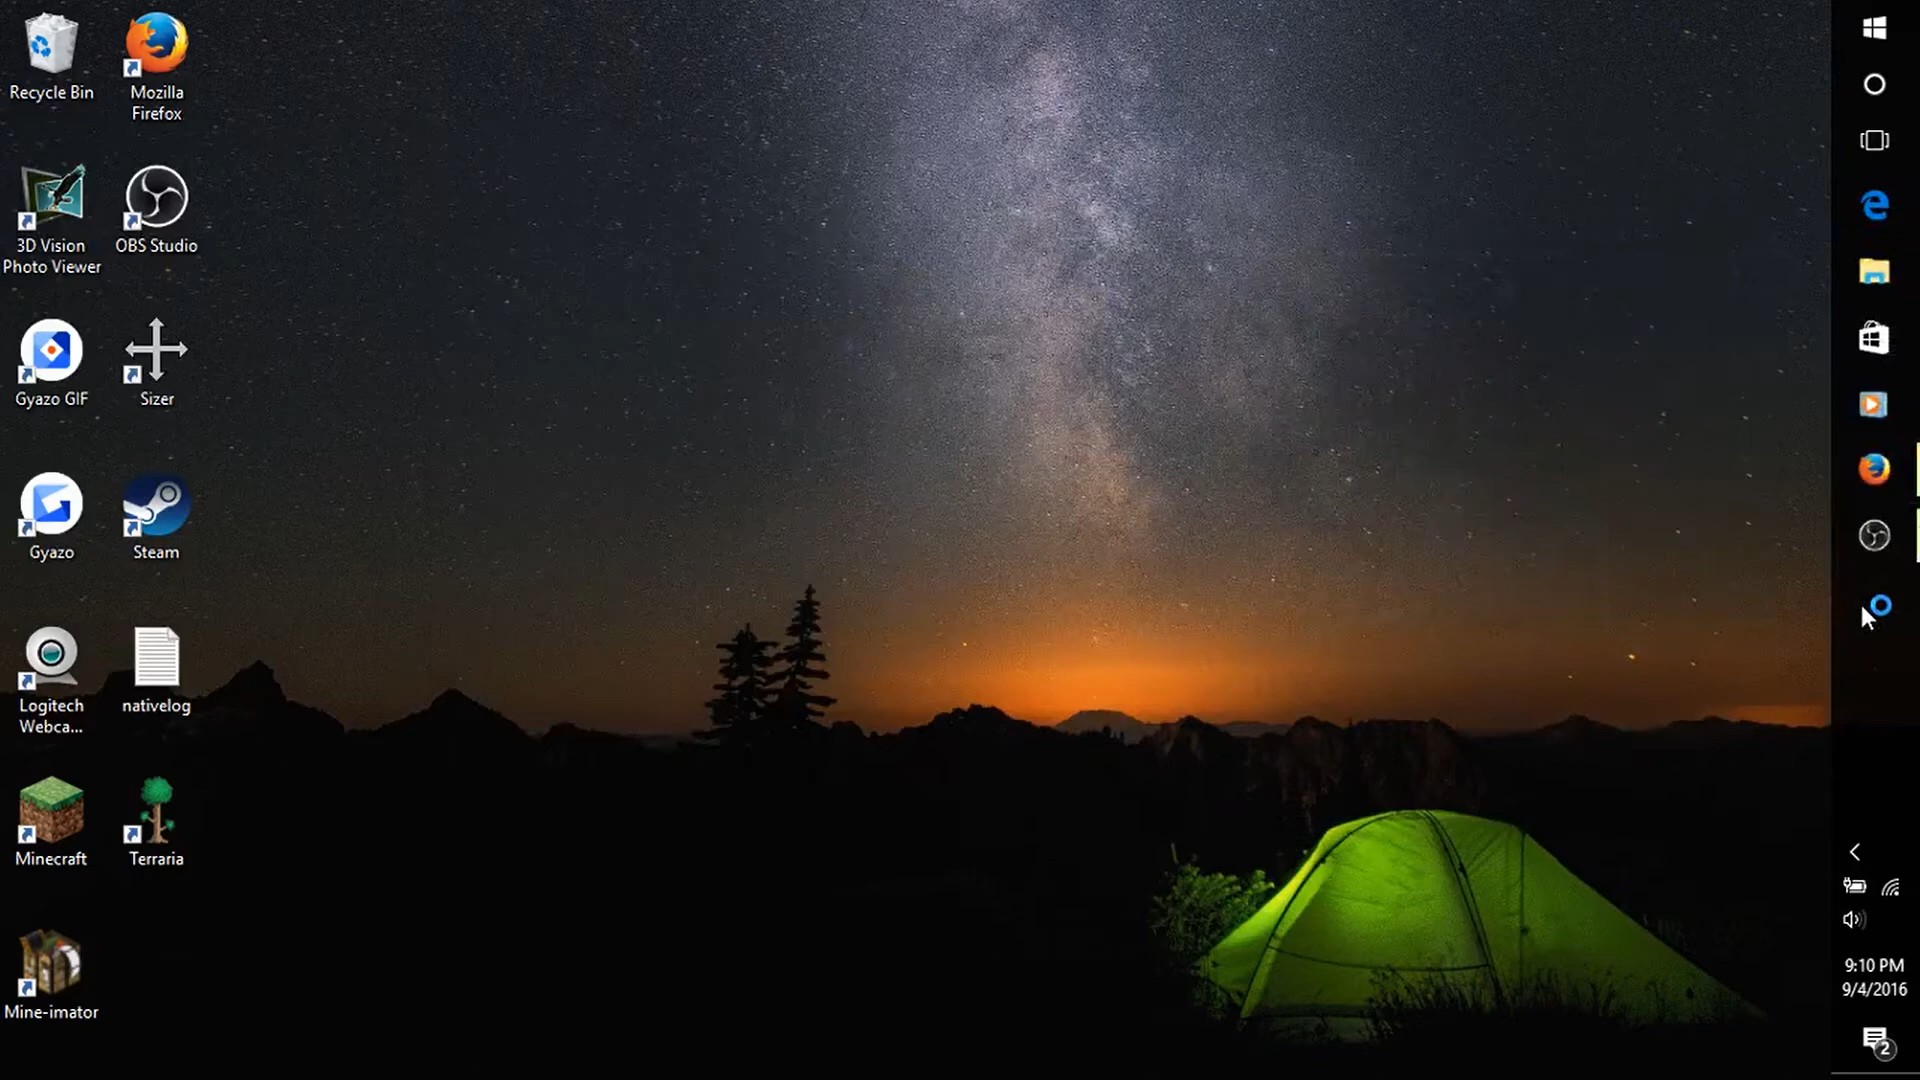 Recycle Bin
Mozilla
Firefox
3D Vision
Photo Viewer
OBS Studio
Gyazo GIF
Sizer
Gyazo
Steam
Logitech
Webca...
nativelog
Minecraft
Terraria
Mine-imator
9:10 PM
9/4/2016
2